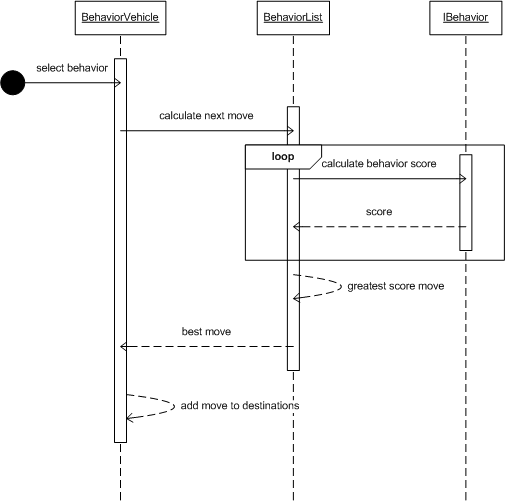 BehaviorVehicle
BehaviorList
IBehavior
select behavior
calculate next move
loop
calculate behavior score
score
greatest score move
best move
add move to destinations